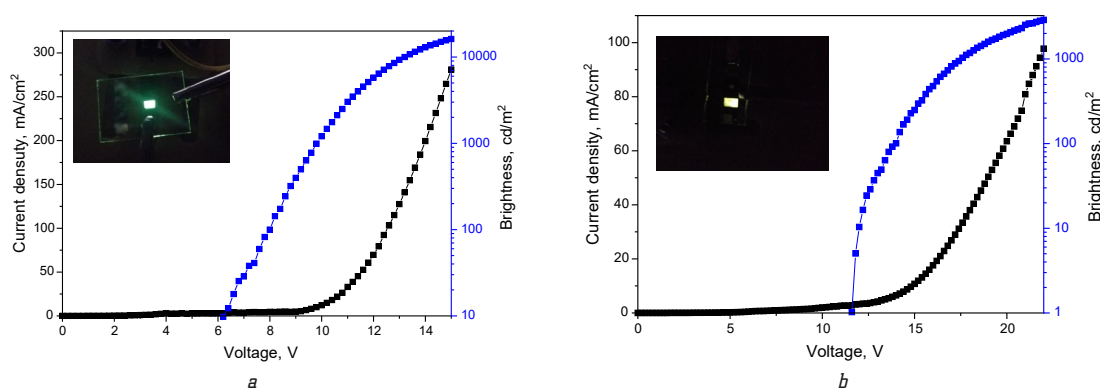 300
250
200
150
100
50
0
Current densuty, mA/cm2
0 2 4 6 8 10 12 14
Voltage, V
10000
1000
100
10
Brightness, cd/m2
a
100
80
60
40
20
0
Current density, mA/cm2
0 5 10 15 20
Voltage, V
1000
100
10
1
Brightness, cd/m2
b